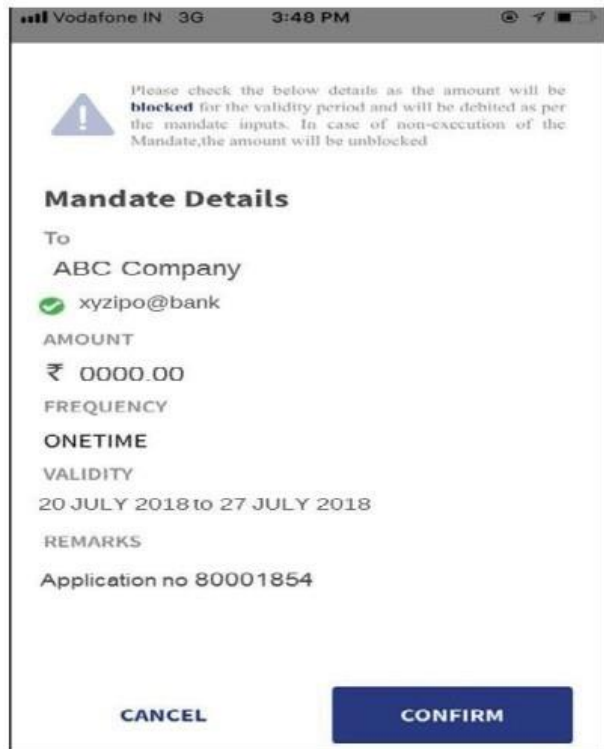 Vodafone IN 3G 3:48 PM
Please check the below details as the amount will be
blocked for the validity period and will be debited as per
the mandate inputs. In case of non-execution of the
Mandate,the amount will be unblocked
Mandate Details
To
ABC Company
xyzipo@bank
AMOUNT
₹ 0000.00
FREQUENCY
ONETIME
VALIDITY
20 JULY 2018 to 27 JULY 2018
REMARKS
Application no 80001854
CANCEL CONFIRM